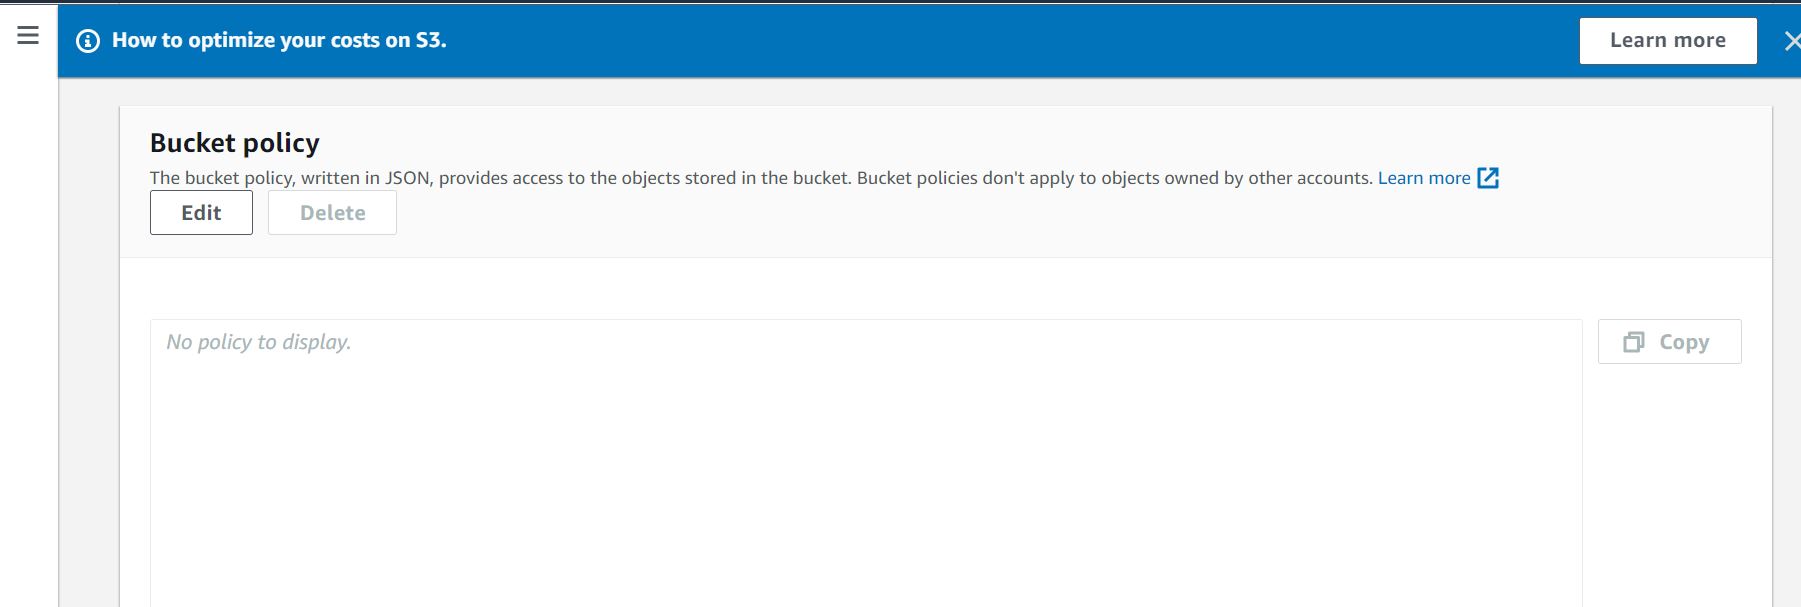 How to optimize your costs on S3.
Learn more
Bucket policy
The bucket policy, written in JSON, provides access to the objects stored in the bucket. Bucket policies don't apply to objects owned by other accounts. Learn more
Edit Delete
No policy to display.
Copy